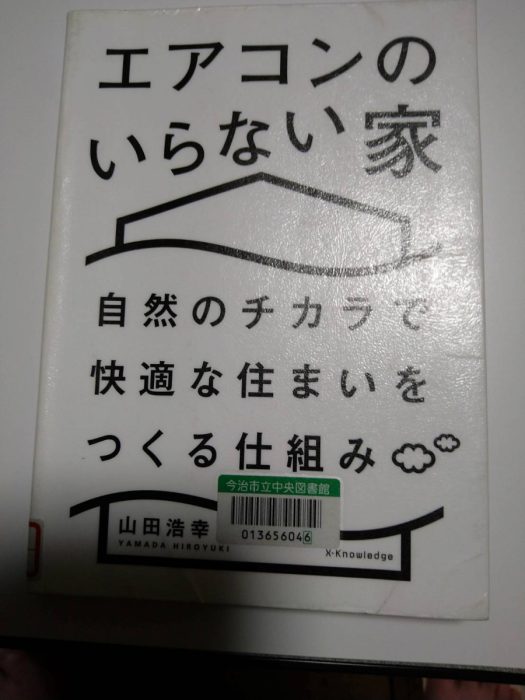 エアコンの
いらない家
自然のチカラで
快適な住まいを
つくる仕組み
今治市立中央図書館
013656046
山田浩幸
YAMADA HIROYUKI
X-Knowledge